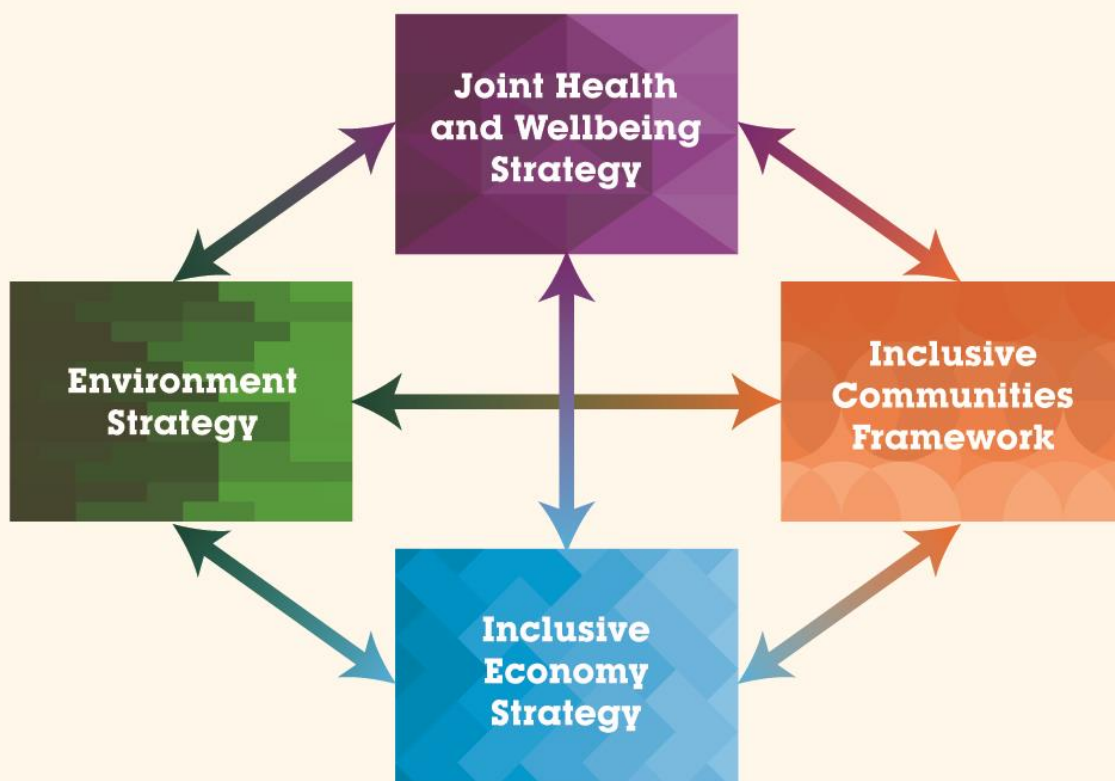 Joint Health
and Wellbeing
Strategy
Environment
Strategy
Inclusive
Communities
Framework
Inclusive
Economy
Strategy